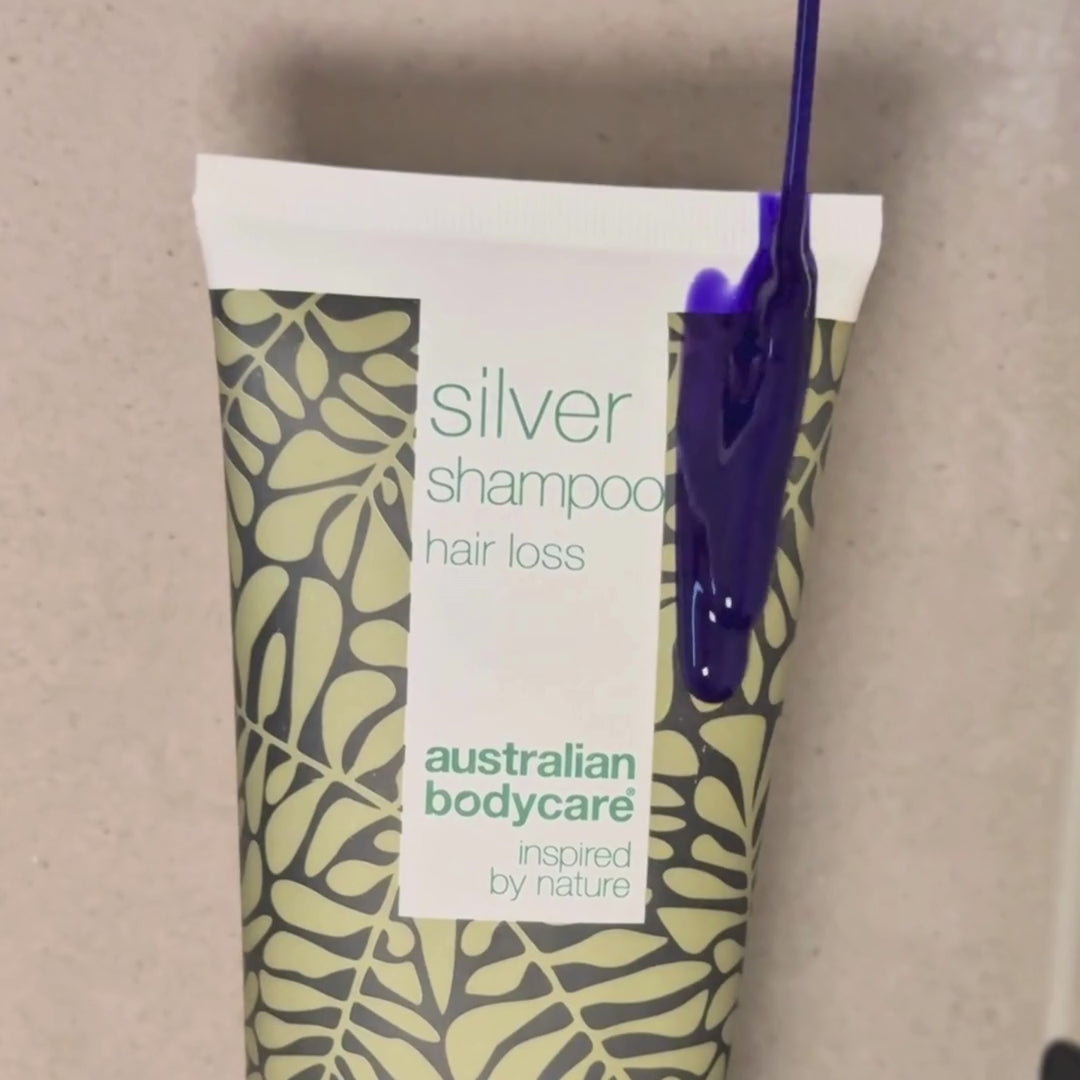 silver
shampoo
hair loss
australian
bodycare®
inspired
by nature